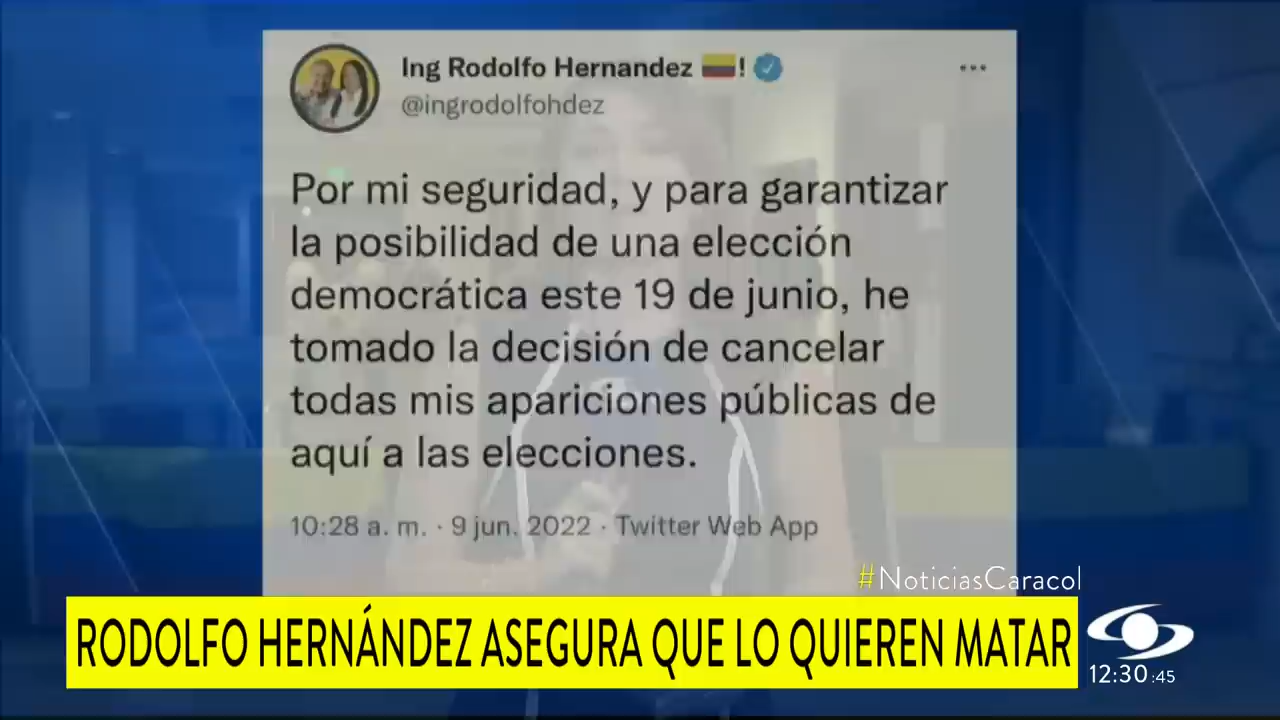 Ing Rodolfo Hernandez 🇨🇴!
@ingrodolfohdez
Por mi seguridad, y para garantizar
la posibilidad de una elección
democrática este 19 de junio, he
tomado la decisión de cancelar
todas mis apariciones públicas de
aquí a las elecciones.
10:28 a. m. · 9 jun. 2022 · Twitter Web App
#NoticiasCaracol
RODOLFO HERNÁNDEZ ASEGURA QUE LO QUIEREN MATAR
12:30:45